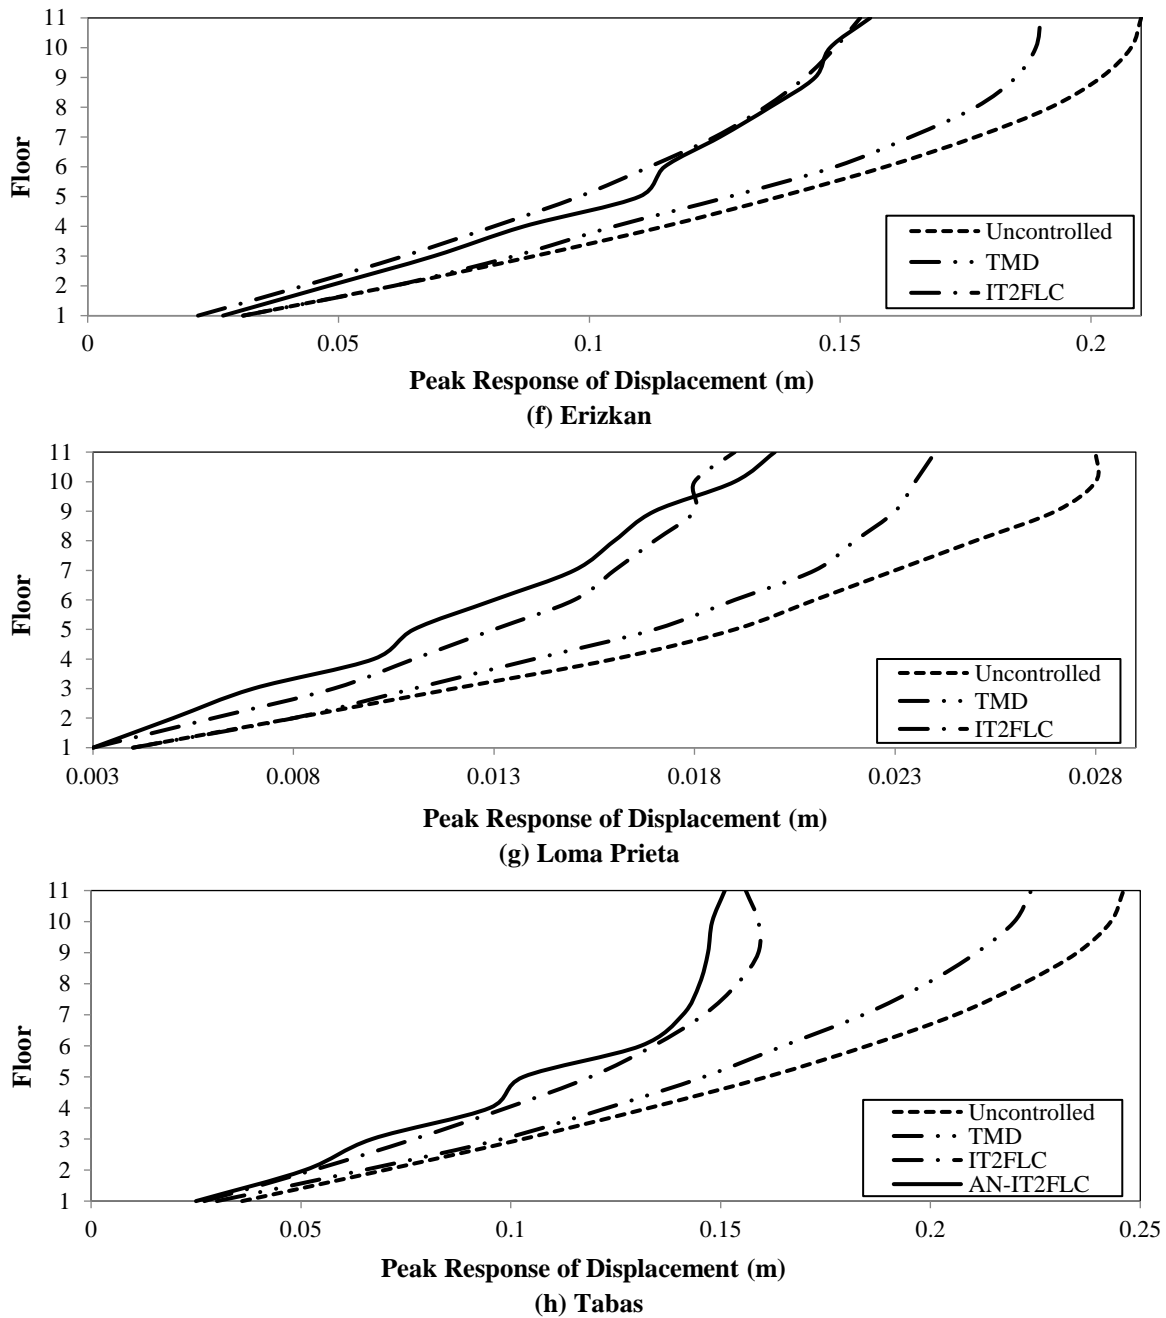 11
10
9
8
7
6
5
4
3
2
1
Floor
Uncontrolled
TMD
IT2FLC
0 0.05 0.1 0.15 0.2
Peak Response of Displacement (m)
(f) Erizkan
11
10
9
8
7
6
5
4
3
2
1
Floor
Uncontrolled
TMD
IT2FLC
0.003 0.008 0.013 0.018 0.023 0.028
Peak Response of Displacement (m)
(g) Loma Prieta
11
10
9
8
7
6
5
4
3
2
1
Floor
Uncontrolled
TMD
IT2FLC
AN-IT2FLC
0 0.05 0.1 0.15 0.2 0.25
Peak Response of Displacement (m)
(h) Tabas